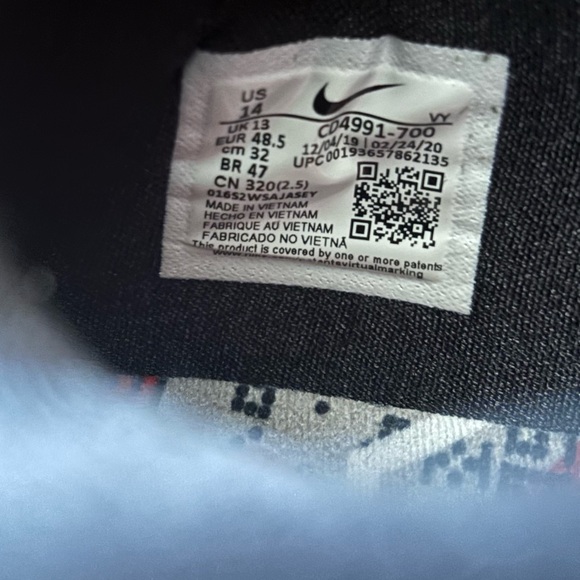 US
14
VY
UK 13
CD4991-700
EUR 48.5
12/04/19 | 02/24/20
cm 32
UPC00193657862135
BR 47
CN 320(2.5)
01652WSAJASEY
MADE IN VIETNAM
HECHO EN VIETNAM
FABRIQUE AU VIETNAM
FABRICADO NO VIETNÃ
This product is covered by one or more patents